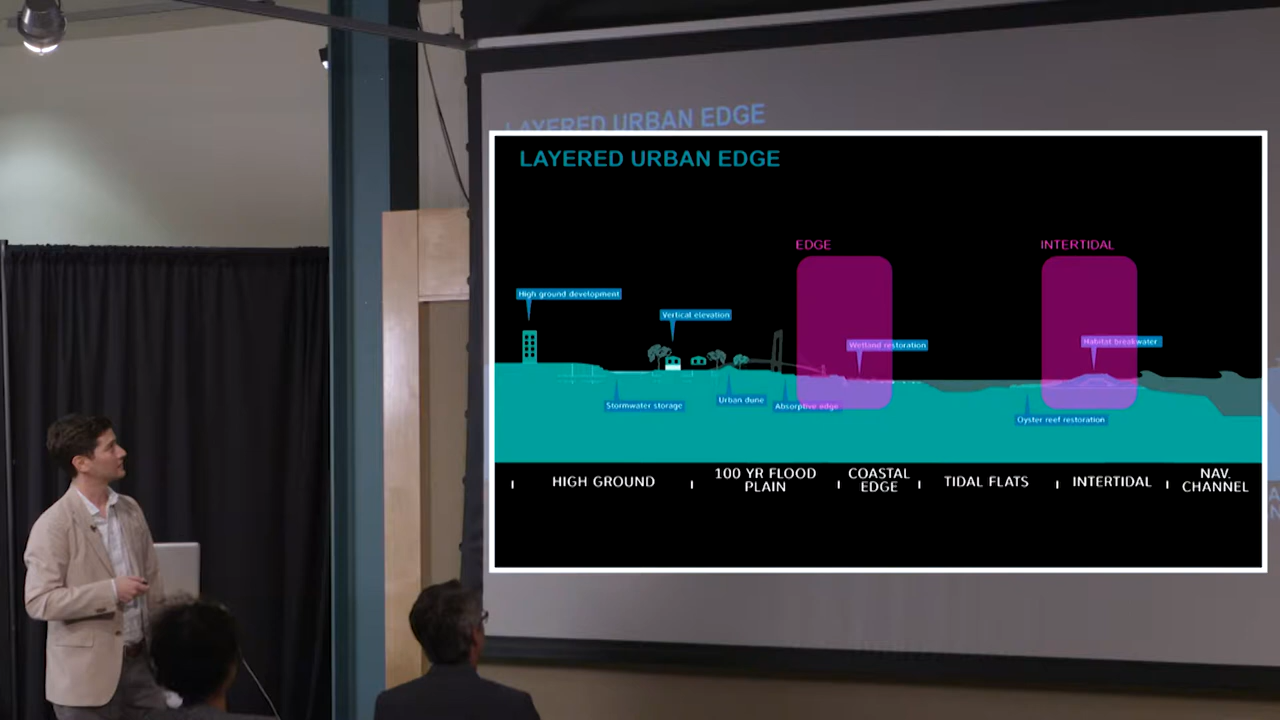 LAYERED URBAN EDGE
LAYERED URBAN EDGE
EDGE
INTERTIDAL
High ground development
Vertical elevation
Wetland restoration
Habitat breakwater
Stormwater storage
Urban dune
Absorptive edge
Oyster reef restoration
HIGH GROUND
100 YR FLOOD
PLAIN
COASTAL
EDGE
TIDAL FLATS
INTERTIDAL
NAV.
CHANNEL